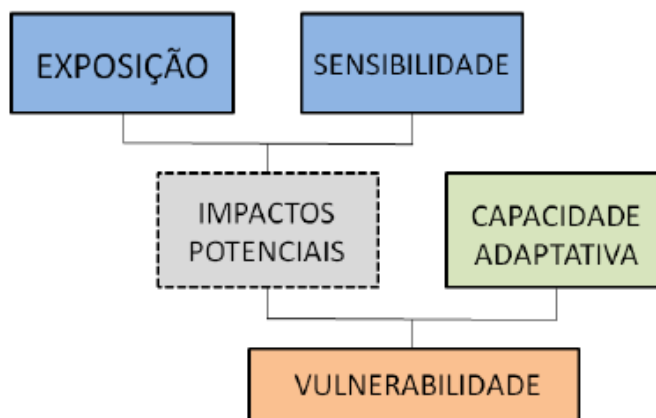 EXPOSIÇÃO
SENSIBILIDADE
IMPACTOS
POTENCIAIS
CAPACIDADE
ADAPTATIVA
VULNERABILIDADE